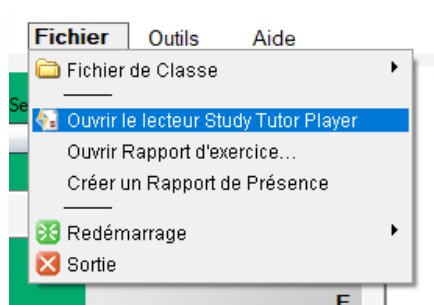 Fichier Outils Aide
Fichier de Classe
Se
Ouvrir le lecteur Study Tutor Player
Ouvrir Rapport d'exercice...
Créer un Rapport de Présence
Redémarrage
Sortie